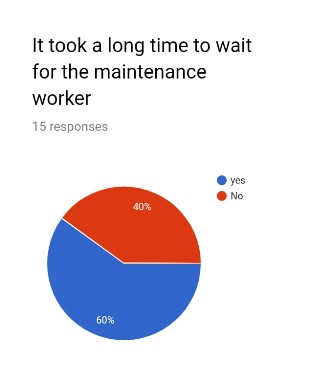 It took a long time to wait
for the maintenance
worker
15 responses
yes
No
40%
60%